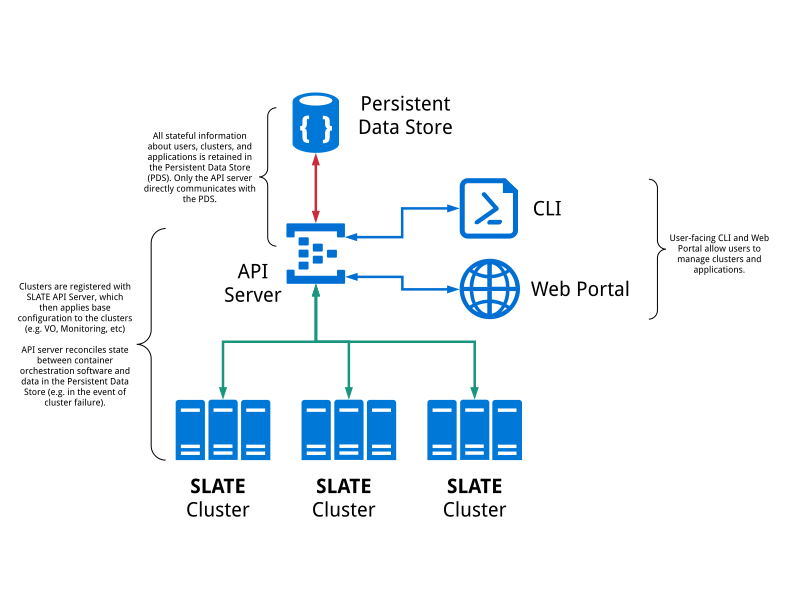 Persistent
Data Store
All stateful information
about users, clusters, and
applications is retained in
the Persistent Data Store
(PDS). Only the API server
directly communicates with
the PDS.
{ }
CLI
User-facing CLI and Web
Portal allow users to
manage clusters and
applications.
API
Server
Web Portal
Clusters are registered with
SLATE API Server, which
then applies base
configuration to the clusters
(e.g. VO, Monitoring, etc)
API server reconciles state
between container
orchestration software and
data in the Persistent Data
Store (e.g. in the event of
cluster failure).
SLATE
Cluster
SLATE
Cluster
SLATE
Cluster